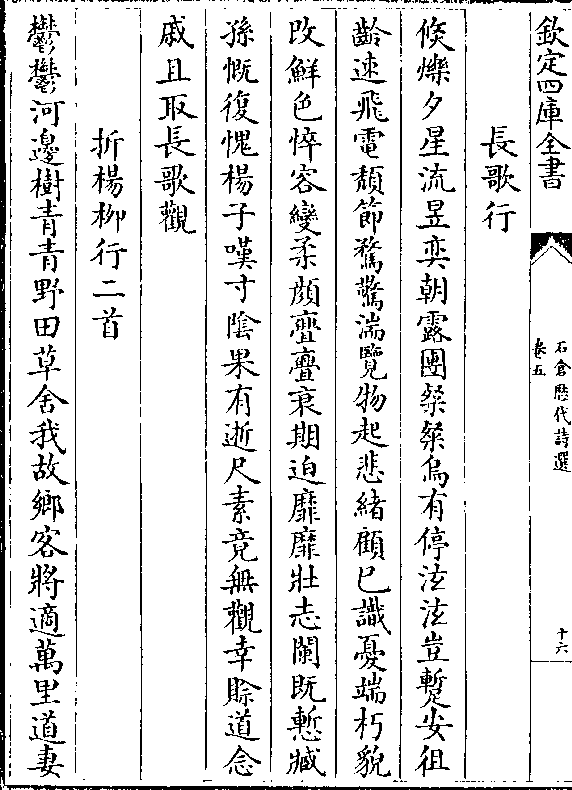 欽定四庫全書
石倉歴代詩選
卷五
十六
長歌行
倐爍夕星流昱奕朝露團粲粲烏有停泫泫豈蹔安徂
齡速飛電頽節騖驚湍覽物起悲緒顧已識憂端朽貌
改鮮色悴容變柔顔亹亹衰期迫靡靡壯志闌既慙臧
孫慨復愧楊子嘆寸陰果有逝尺素竟無觀幸賖道念
戚且取長歌觀
折楊柳行二首
鬱鬱河邊樹青青野田草舍我故鄉客將適萬里道妻